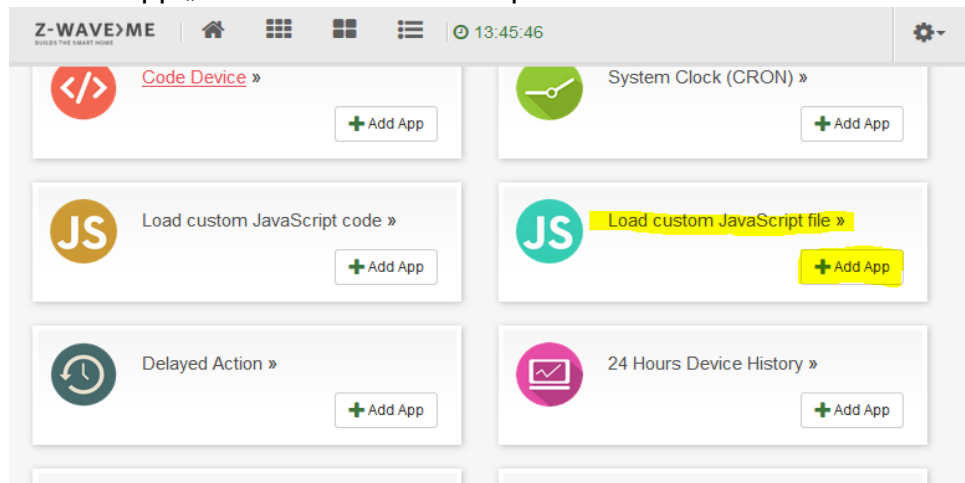 Z-WAVE>ME
BUILDS THE SMART HOME
13:45:46
</>
Code Device »
Add App
System Clock (CRON) »
Add App
JS
Load custom JavaScript code »
Add App
JS
Load custom JavaScript file »
Add App
Delayed Action »
Add App
24 Hours Device History »
Add App